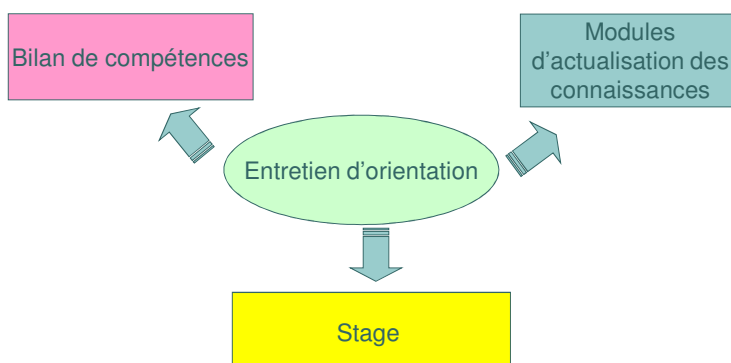 Bilan de compétences
Modules
d’actualisation des
connaissances
Entretien d’orientation
Stage